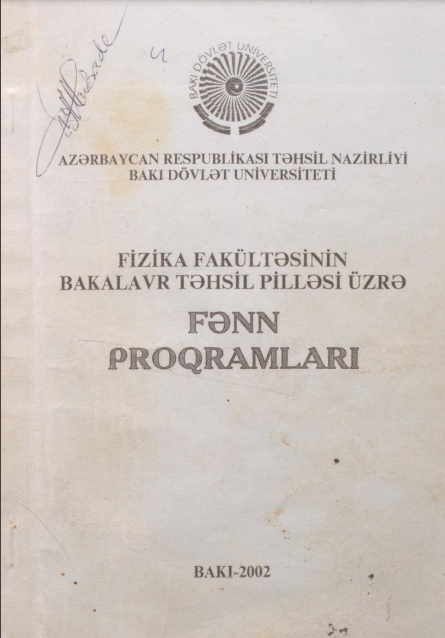 BAKI DÖVLƏT UNİVERSİTETİ
AZƏRBAYCAN RESPUBLİKASI TƏHSİL NAZİRLİYİ
BAKI DÖVLƏT UNİVERSİTETİ
FİZİKA FAKÜLTƏSİNİN
BAKALAVR TƏHSİL PİLLƏSİ ÜZRƏ
FƏNN
PROQRAMLARI
BAKI-2002